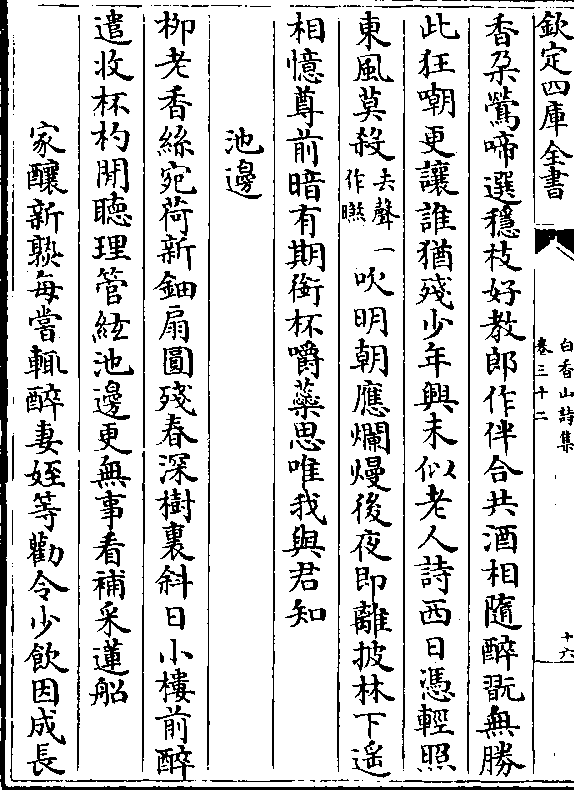 欽定四庫全書
白香山詩集
卷三十二
十六
香朶鶯啼選穩枝好教郎作伴合共酒相隨醉翫無勝
此狂嘲更讓誰猶殘少年興未似老人詩西日憑輕照
東風莫殺去聲一作㬠吹明朝應爛熳後夜即離披林下遥
相憶尊前暗有期銜杯嚼蘂思唯我與君知
池邊
栁老香絲宛荷新鈿扇圓殘春深樹裏斜日小樓前醉
遣收杯杓閒聴理管絃池邊更無事看補采蓮船
家釀新熟每嘗輒醉妻姪等勸令少飲因成長